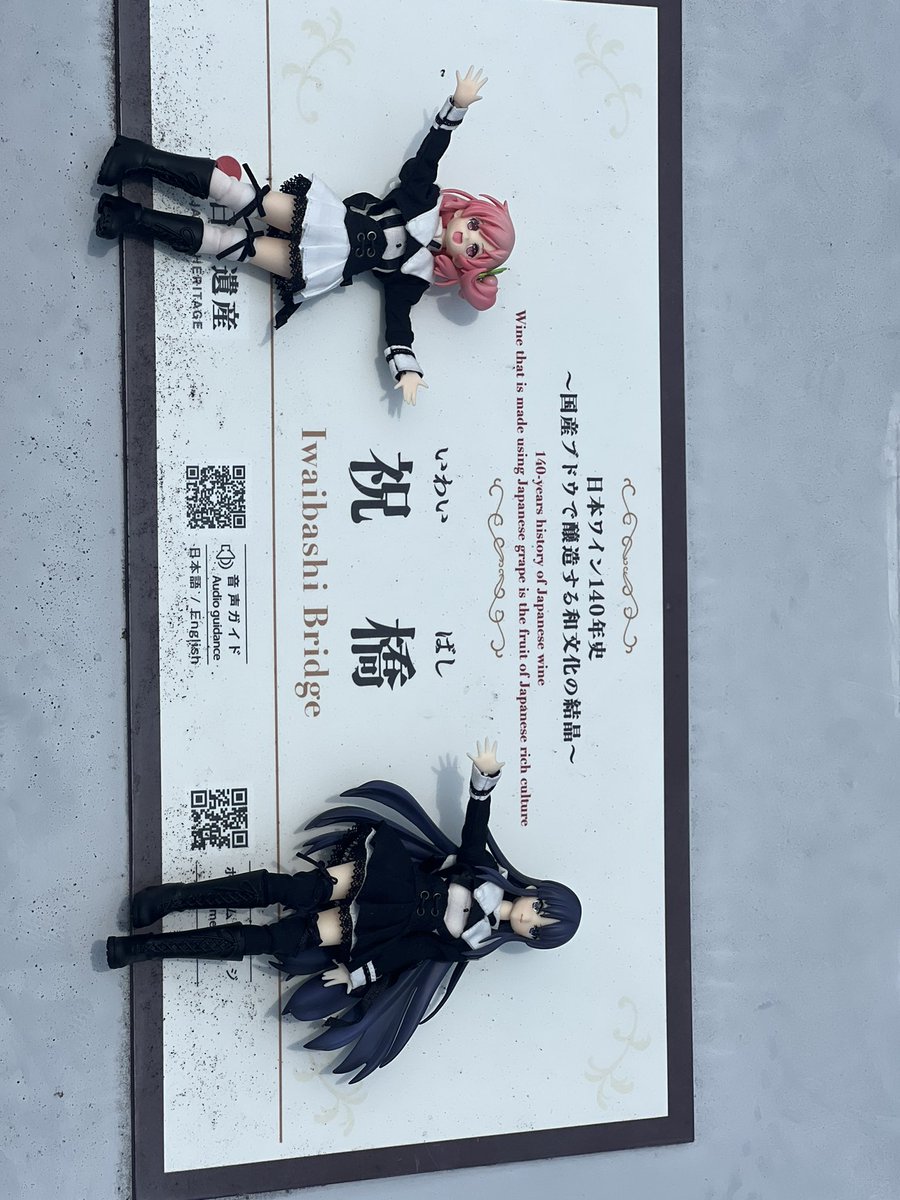 日本ワイン140年史
～国産ブドウで醸造する和文化の結晶～
140-years history of Japanese wine
Wine that is made using Japanese grape is the fruit of Japanese rich culture
いわい ばし
祝橋
Iwaibashi Bridge
遺産
HERITAGE
音声ガイド
Audio guidance
日本語 / English